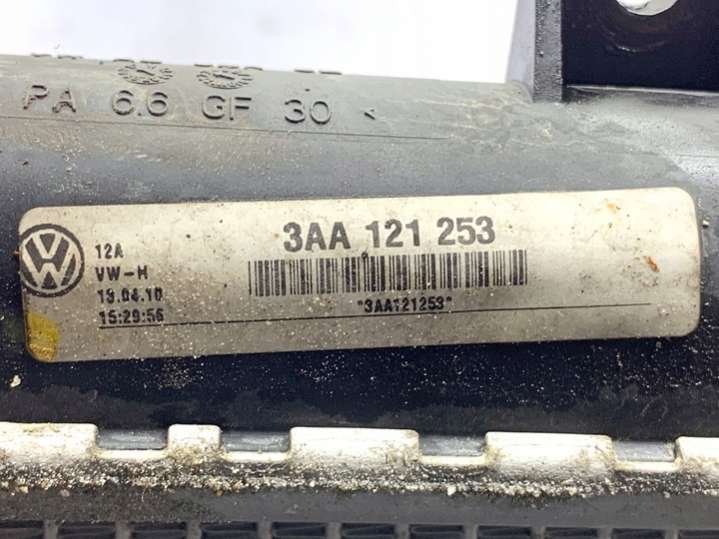 PA 6.6 GF 30 <
3AA 121 253
12A
VW-H
13.04.10
15:29:56
*3AA121253*